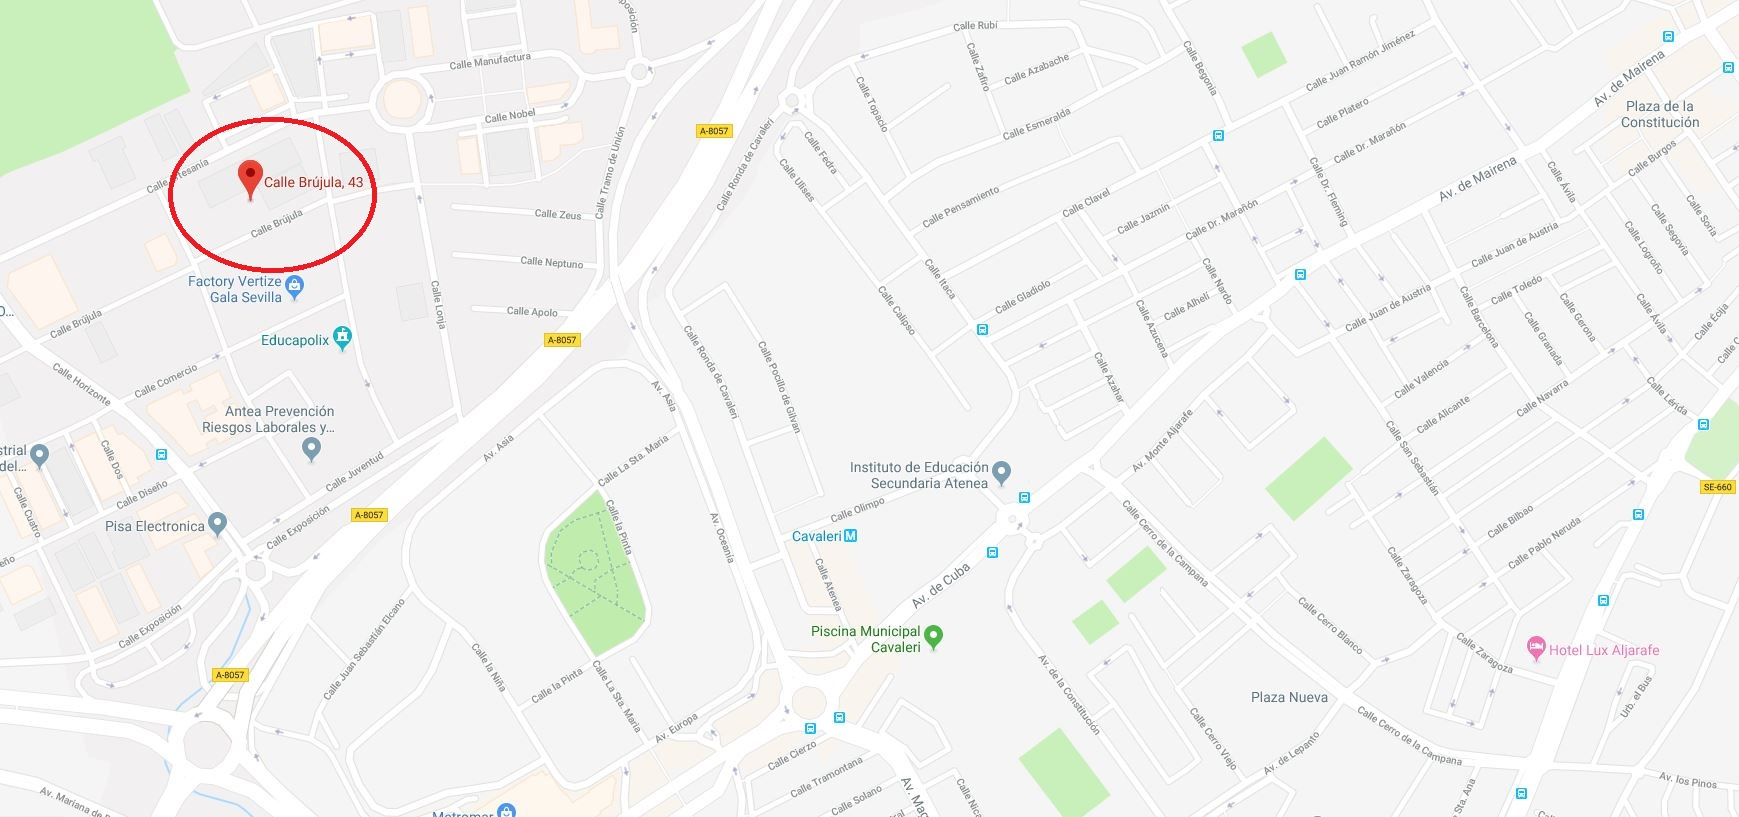 Calle Rubí
Calle Manufactura
Calle Nobel
Calle Zafiro
Calle Azabache
Calle Begonia
Calle Juan Ramón Jiménez
Av. de Mairena
Calle Topacio
Calle Esmeralda
Calle Platero
Plaza de la
Constitución
A-8057
Calle Fedra
Calle Ulises
Calle Dr. Marañón
Calle Burgos
Calle Brújula, 43
Calle Brújula
Calle Tramo de Unión
Calle Ronda de Cavaleri
Calle Pensamiento
Calle Clavel
Calle Jazmin
Calle Dr. Marañón
Calle Dr. Fleming
Av. de Mairena
Calle Ávila
Calle Soria
Calle Segovia
Calle Logroño
Calle Zeus
Calle Neptuno
Calle Apolo
Calle Lonja
Factory Vertize
Gala Sevilla
Calle Brújula
Educapolix
A-8057
Calle Itaca
Calle Calipso
Calle Gladiolo
Calle Alhelí
Calle Nardo
Calle Azucena
Calle Azahar
Calle Juan de Austria
Calle Juan de Austria
Calle Toledo
Calle Barcelona
Calle Granada
Calle Gerona
Calle Ávila
Calle Écija
Calle Horizonte
Calle Comercio
Antea Prevención
Riesgos Laborales y...
Calle Ronda de Cavaleri
Calle Pocillo de Gilvan
Av. Asia
Av. Asia
Calle La Sta. Maria
Calle Valencia
Calle Alicante
Calle Navarra
Calle Lérida
Calle San Sebastián
Av. Monte Aljarafe
Calle Dos
Calle Cuatro
Calle Diseño
Calle Juventud
Calle Exposición
Pisa Electronica
A-8057
Calle la Pinta
Av. Oceanía
Instituto de Educación
Secundaria Atenea
Calle Olimpo
Cavaleri
M
Calle Atenea
Av. de Cuba
Calle Cerro de la Campana
SE-660
Calle Bilbao
Calle Pablo Neruda
Calle Zaragoza
Calle Exposición
Calle Juan Sebastián Elcano
Calle la Niña
Calle la Pinta
Calle La Sta. Maria
Piscina Municipal
Cavaleri
Av. de la Constitución
Calle Cerro Blanco
Calle Zaragoza
Hotel Lux Aljarafe
Plaza Nueva
Urb. el Bus
A-8057
Av. Europa
Calle Cierzo
Calle Tramontana
Calle Solano
Calle Cerro Viejo
Av. de Lepanto
Calle Cerro de la Campana
Av. los Pinos
Metromar